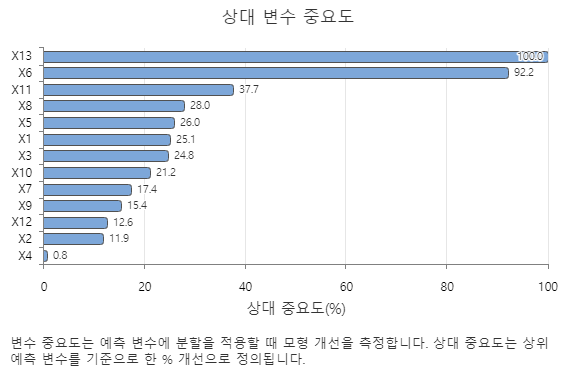 상대 변수 중요도
X13 100.0
X6 92.2
X11 37.7
X8 28.0
X5 26.0
X1 25.1
X3 24.8
X10 21.2
X7 17.4
X9 15.4
X12 12.6
X2 11.9
X4 0.8
0 20 40 60 80 100
상대 중요도(%)
변수 중요도는 예측 변수에 분할을 적용할 때 모형 개선을 측정합니다. 상대 중요도는 상위
예측 변수를 기준으로 한 % 개선으로 정의됩니다.